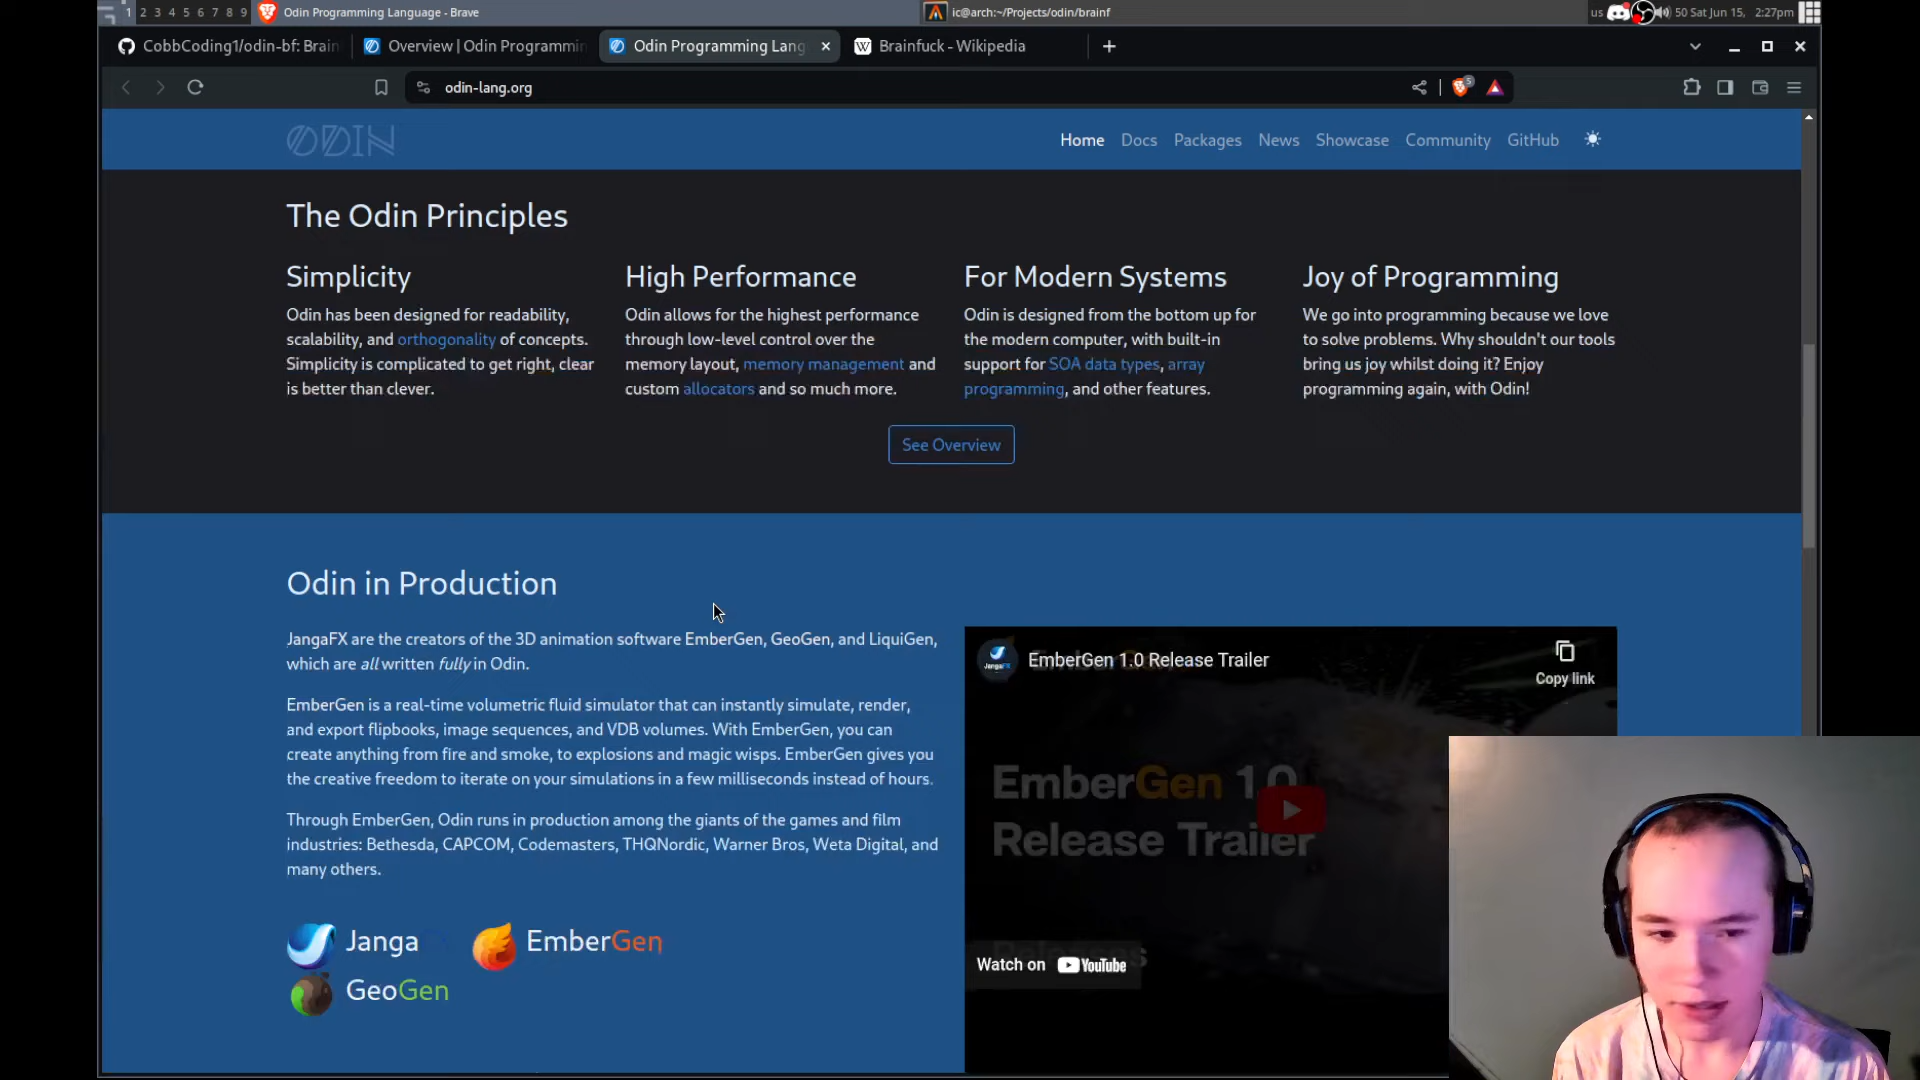 1 2 3 4 5 6 7 8 9
Odin Programming Language - Brave
ic@arch:~/Projects/odin/brainf
us
50 Sat Jun 15, 2:27pm
CobbCoding1/odin-bf: Brain
Overview | Odin Programmin
Odin Programming Lang
Brainfuck - Wikipedia
odin-lang.org
5
ODIN
Home Docs Packages News Showcase Community GitHub
The Odin Principles
Simplicity
Odin has been designed for readability,
scalability, and orthogonality of concepts.
Simplicity is complicated to get right, clear
is better than clever.
High Performance
Odin allows for the highest performance
through low-level control over the
memory layout, memory management and
custom allocators and so much more.
For Modern Systems
Odin is designed from the bottom up for
the modern computer, with built-in
support for SOA data types, array
programming, and other features.
Joy of Programming
We go into programming because we love
to solve problems. Why shouldn't our tools
bring us joy whilst doing it? Enjoy
programming again, with Odin!
See Overview
Odin in Production
JangaFX are the creators of the 3D animation software EmberGen, GeoGen, and LiquiGen,
which are all written fully in Odin.
EmberGen is a real-time volumetric fluid simulator that can instantly simulate, render,
and export flipbooks, image sequences, and VDB volumes. With EmberGen, you can
create anything from fire and smoke, to explosions and magic wisps. EmberGen gives you
the creative freedom to iterate on your simulations in a few milliseconds instead of hours.
Through EmberGen, Odin runs in production among the giants of the games and film
industries: Bethesda, CAPCOM, Codemasters, THQNordic, Warner Bros, Weta Digital, and
many others.
Janga
EmberGen
GeoGen
JangaFX
EmberGen 1.0 Release Trailer
Copy link
EmberGen 1.0
Release Trailer
Watch on YouTube